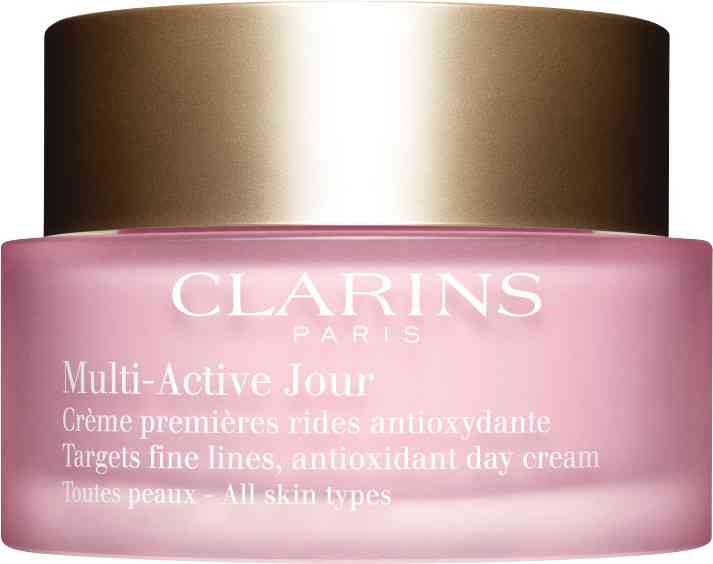 CLARINS
PARIS
Multi-Active Jour
Crème premières rides antioxydante
Targets fine lines, antioxidant day cream
Toutes peaux - All skin types